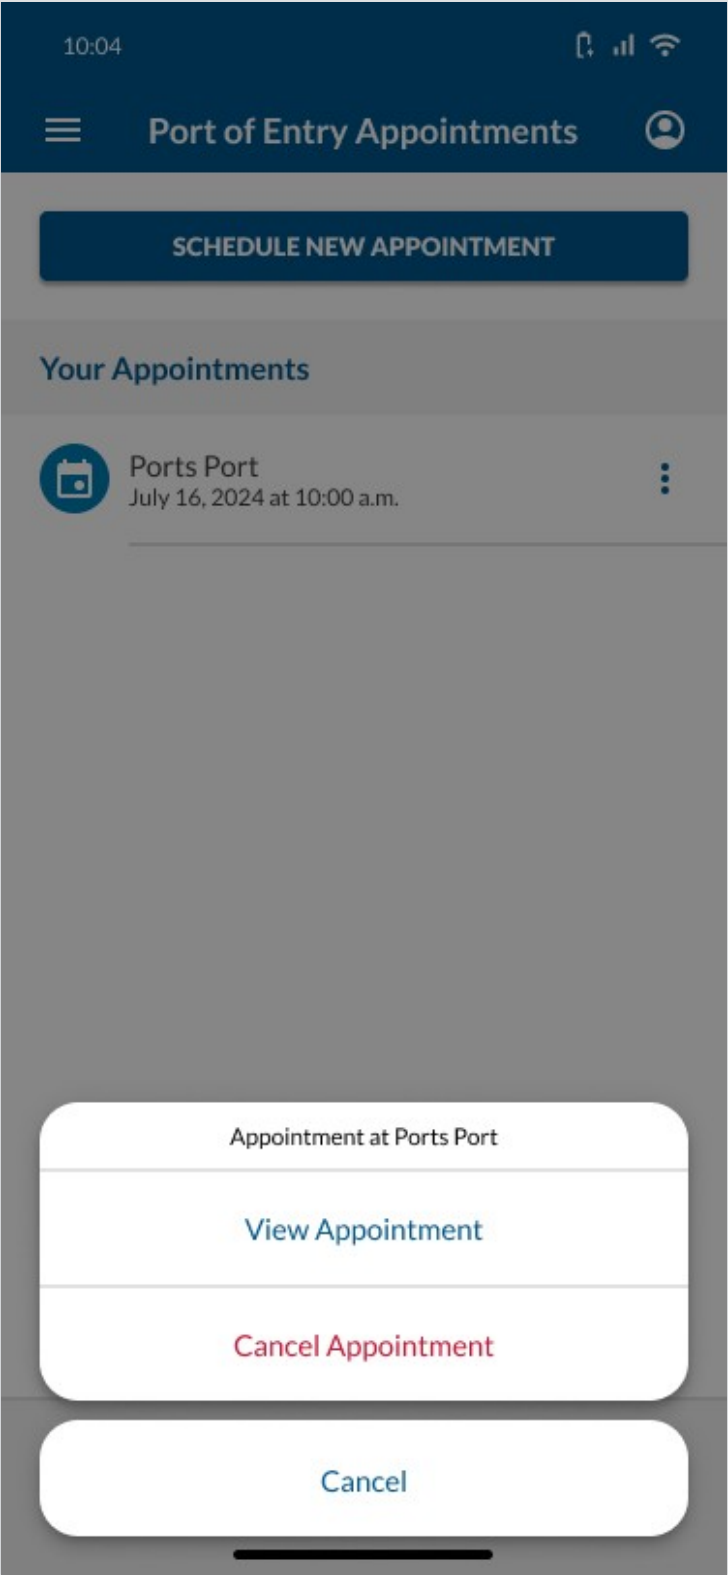 10:04
Port of Entry Appointments
SCHEDULE NEW APPOINTMENT
Your Appointments
Ports Port
July 16, 2024 at 10:00 a.m.
Appointment at Ports Port
View Appointment
Cancel Appointment
Cancel